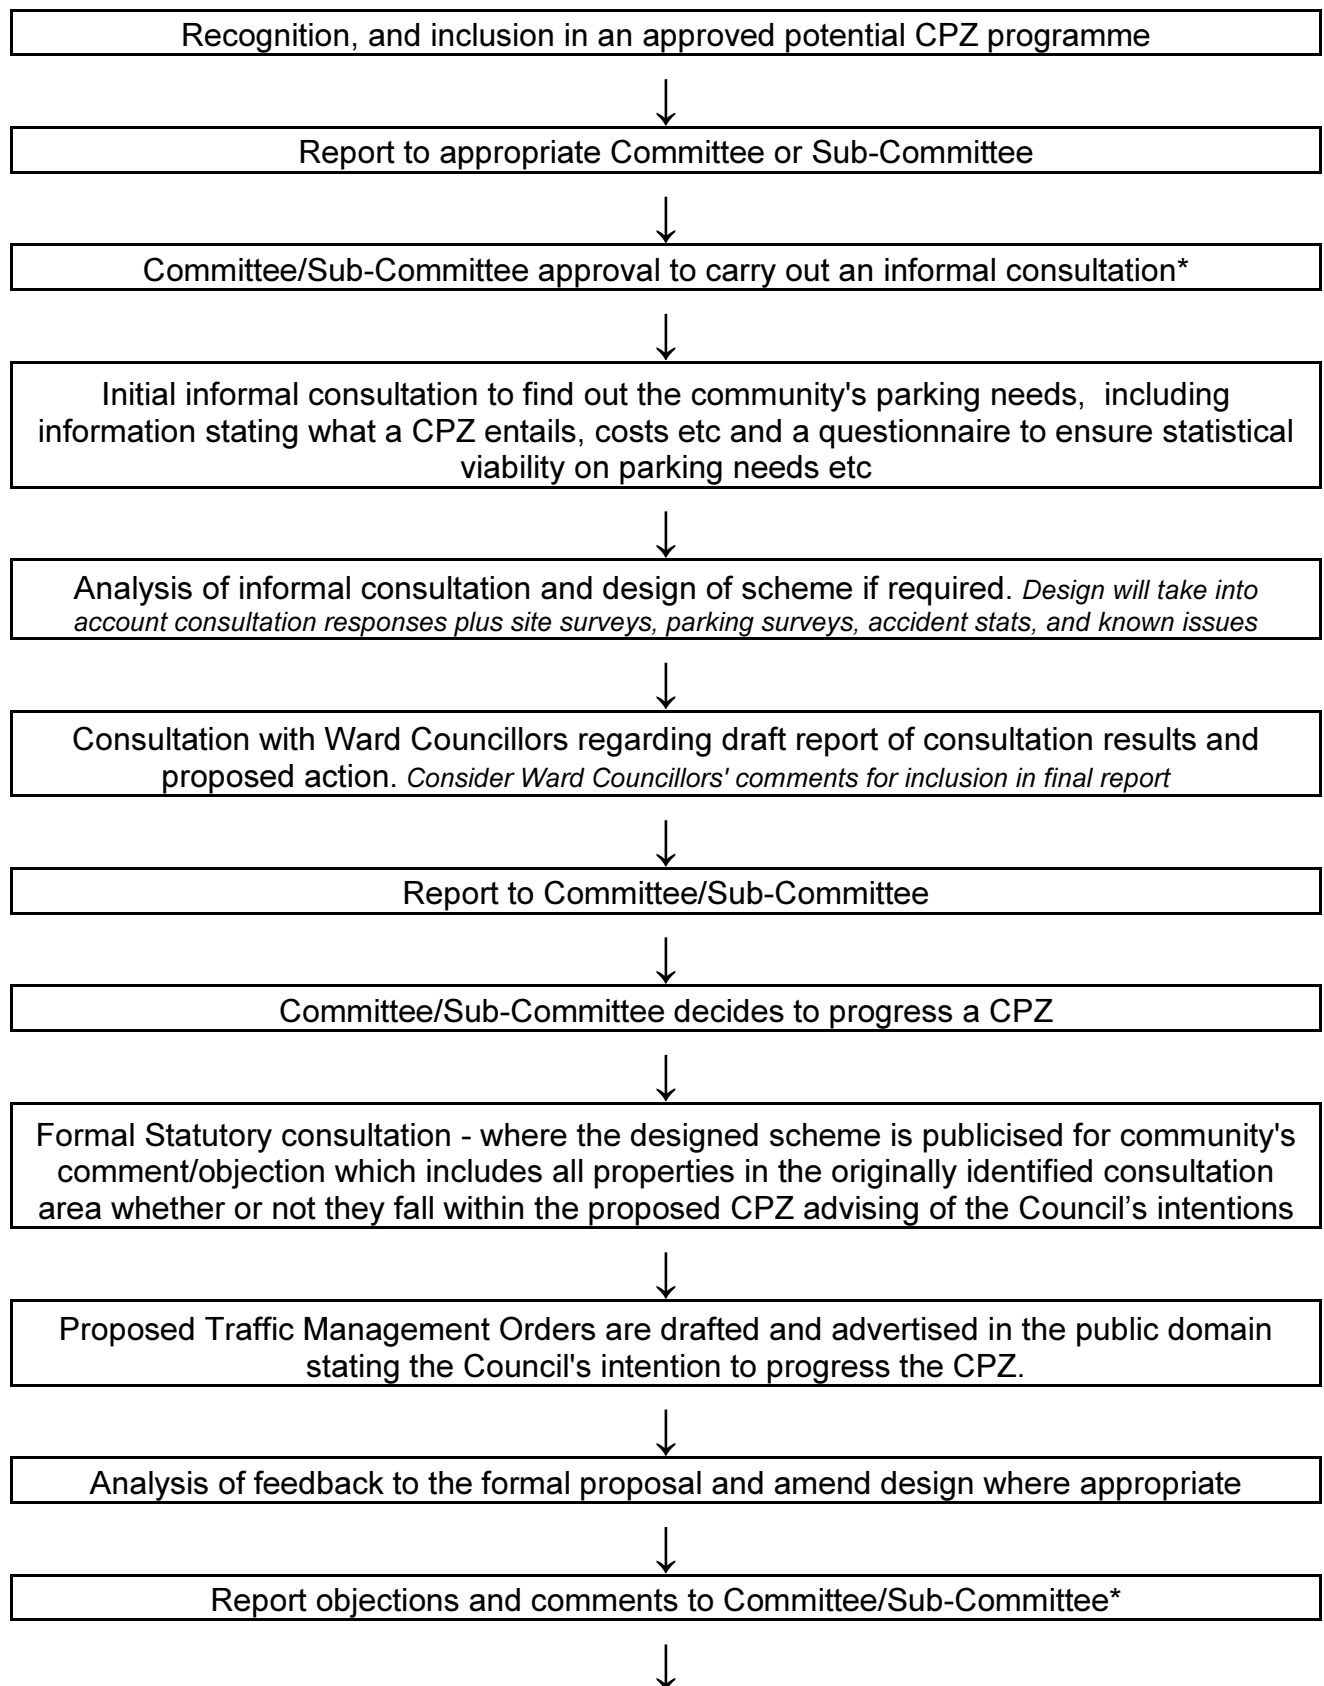 Recognition, and inclusion in an approved potential CPZ programme
Report to appropriate Committee or Sub-Committee
Committee/Sub-Committee approval to carry out an informal consultation*
Initial informal consultation to find out the community's parking needs,  including
information stating what a CPZ entails, costs etc and a questionnaire to ensure statistical
viability on parking needs etc
Analysis of informal consultation and design of scheme if required. Design will take into
account consultation responses plus site surveys, parking surveys, accident stats, and known issues
Consultation with Ward Councillors regarding draft report of consultation results and
proposed action. Consider Ward Councillors' comments for inclusion in final report
Report to Committee/Sub-Committee
Committee/Sub-Committee decides to progress a CPZ
Formal Statutory consultation - where the designed scheme is publicised for community's
comment/objection which includes all properties in the originally identified consultation
area whether or not they fall within the proposed CPZ advising of the Council’s intentions
Proposed Traffic Management Orders are drafted and advertised in the public domain
stating the Council's intention to progress the CPZ.
Analysis of feedback to the formal proposal and amend design where appropriate
Report objections and comments to Committee/Sub-Committee*